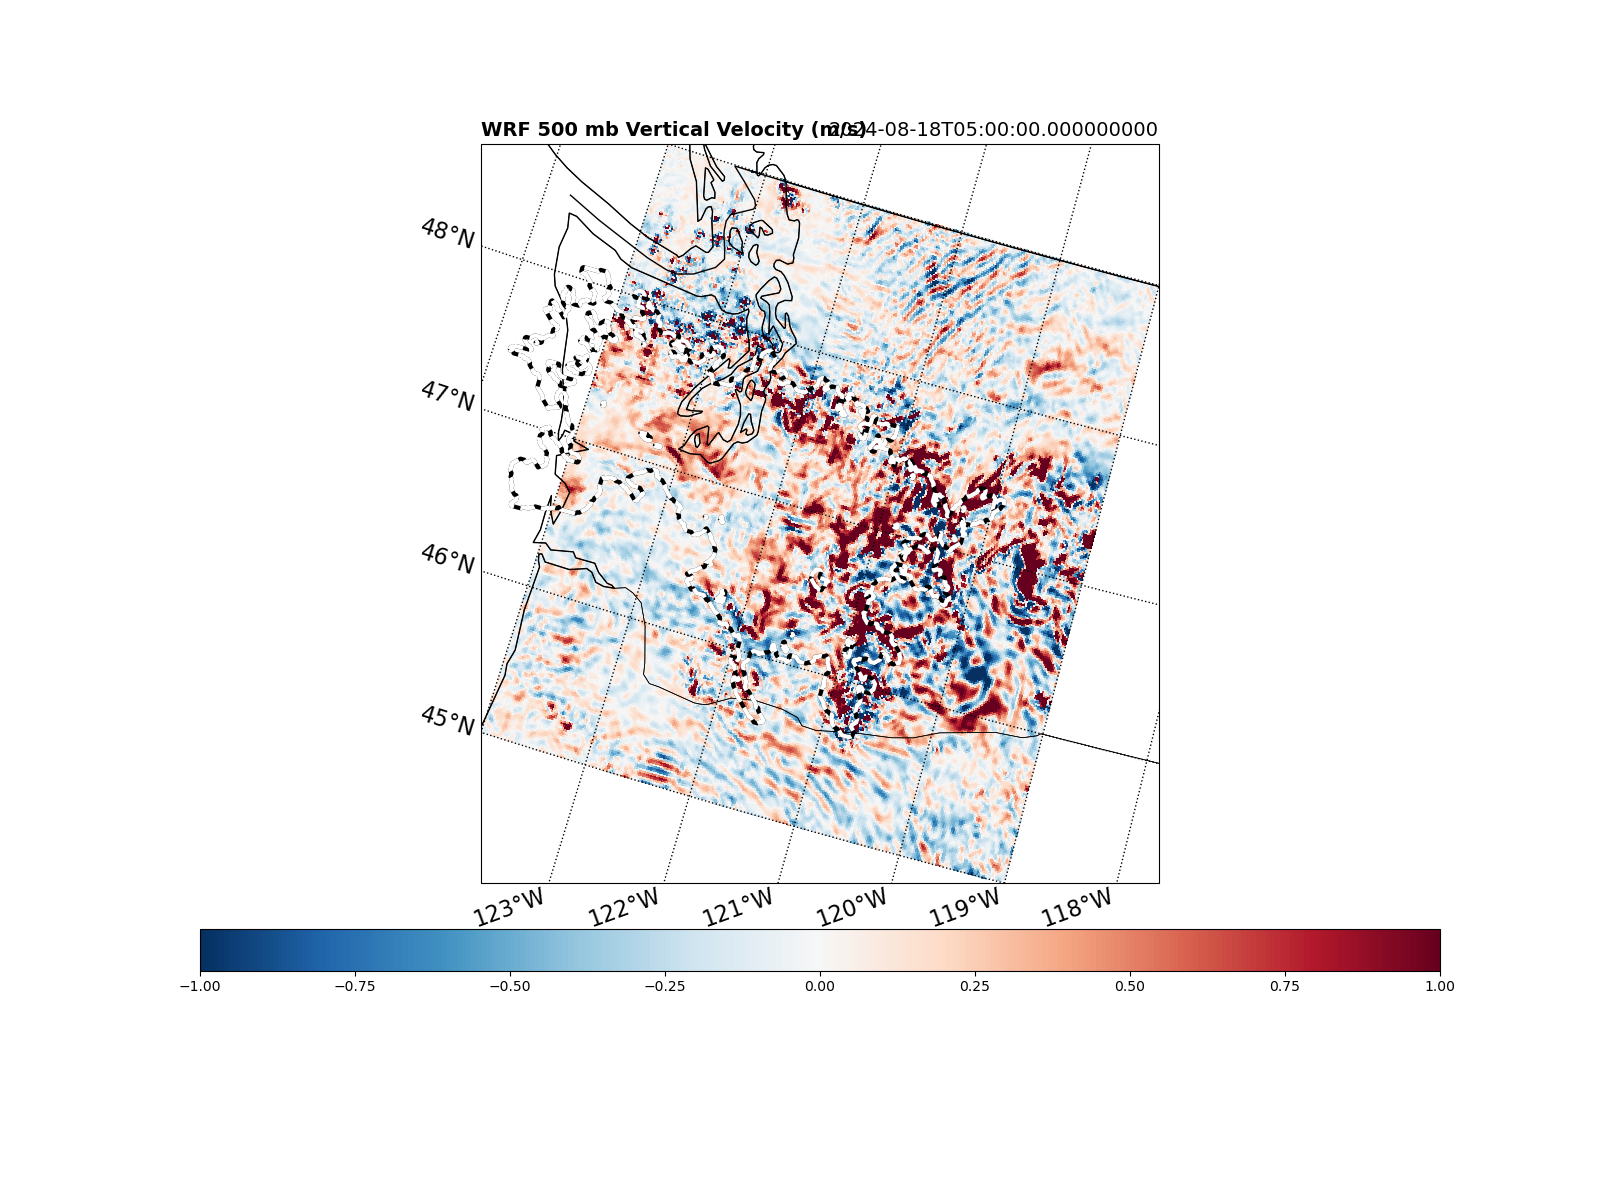 WRF 500 mb Vertical Velocity (m/s) 2024-08-18T05:00:00.000000000
48°N
47°N
46°N
45°N
123°W 122°W 121°W 120°W 119°W 118°W
−1.00 −0.75 −0.50 −0.25 0.00 0.25 0.50 0.75 1.00